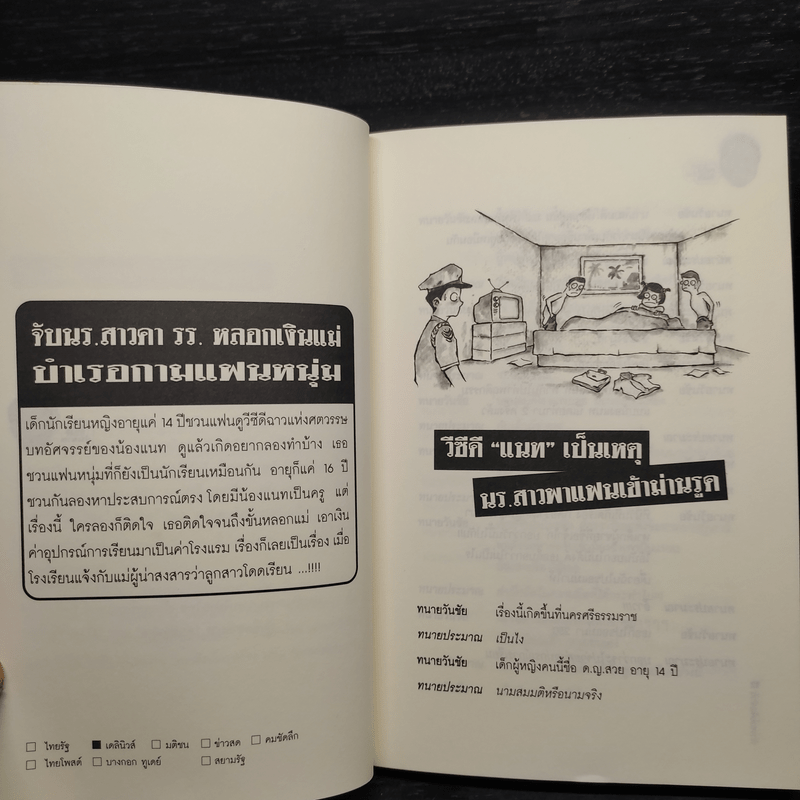 จับนร.สาวคา รร. หลอกเงินแม่
บำเรอกามแฟนหนุ่ม
เด็กนักเรียนหญิงอายุแค่ 14 ปีชวนแฟนดูวีซีดีฉาวแห่งศตวรรษ
บทอัศจรรย์ของน้องแนท ดูแล้วเกิดอยากลองทำบ้าง เธอ
ชวนแฟนหนุ่มที่ก็ยังเป็นนักเรียนเหมือนกัน อายุก็แค่ 16 ปี
ชวนกันลองหาประสบการณ์ตรง โดยมีน้องแนทเป็นครู แต่
เรื่องนี้ ใครลองก็ติดใจ เธอติดใจจนถึงขั้นหลอกแม่ เอาเงิน
ค่าอุปกรณ์การเรียนมาเป็นค่าโรงแรม เรื่องก็เลยเป็นเรื่อง เมื่อ
โรงเรียนแจ้งกับแม่ผู้น่าสงสารว่าลูกสาวโดดเรียน ...!!!!
ไทยรัฐ เดลินิวส์ มติชน ข่าวสด คมชัดลึก
ไทยโพสต์ บางกอก ทูเดย์ สยามรัฐ
วีซีดี “แนท” เป็นเหตุ
นร.สาวพาแฟนเข้าม่านรูด
ทนายวันชัย เรื่องนี้เกิดขึ้นที่นครศรีธรรมราช
ทนายประมาณ เป็นไง
ทนายวันชัย เด็กผู้หญิงคนนี้ชื่อ ด.ญ.สวย อายุ 14 ปี
ทนายประมาณ นามสมมติหรือนามจริง